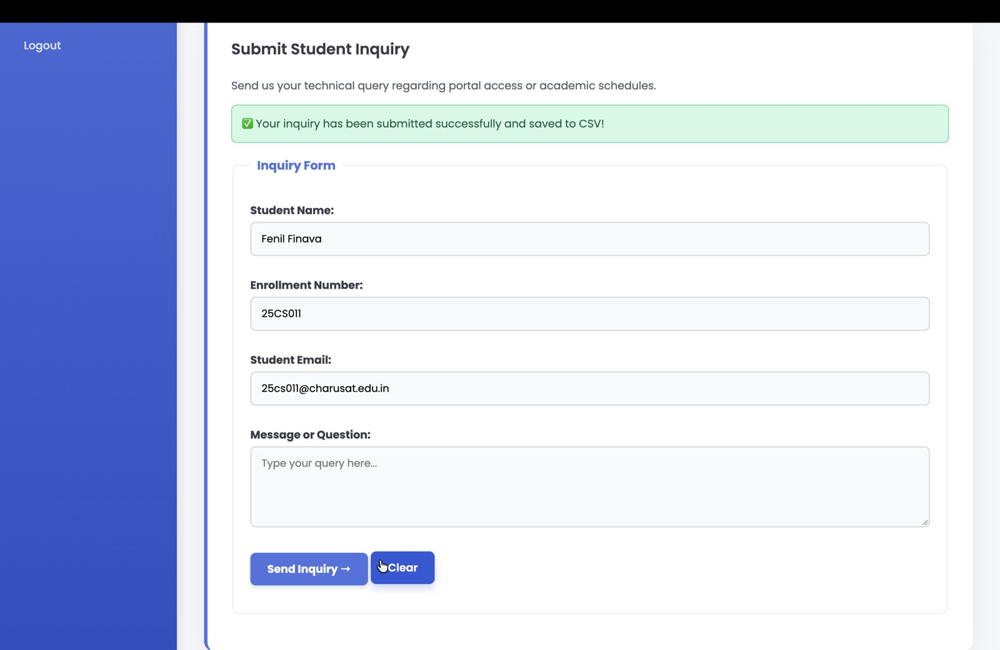 Logout
Submit Student Inquiry
Send us your technical query regarding portal access or academic schedules.
✅ Your inquiry has been submitted successfully and saved to CSV!
Inquiry Form
Student Name:
Fenil Finava
Enrollment Number:
25CS011
Student Email:
25cs011@charusat.edu.in
Message or Question:
Type your query here...
Send Inquiry → Clear